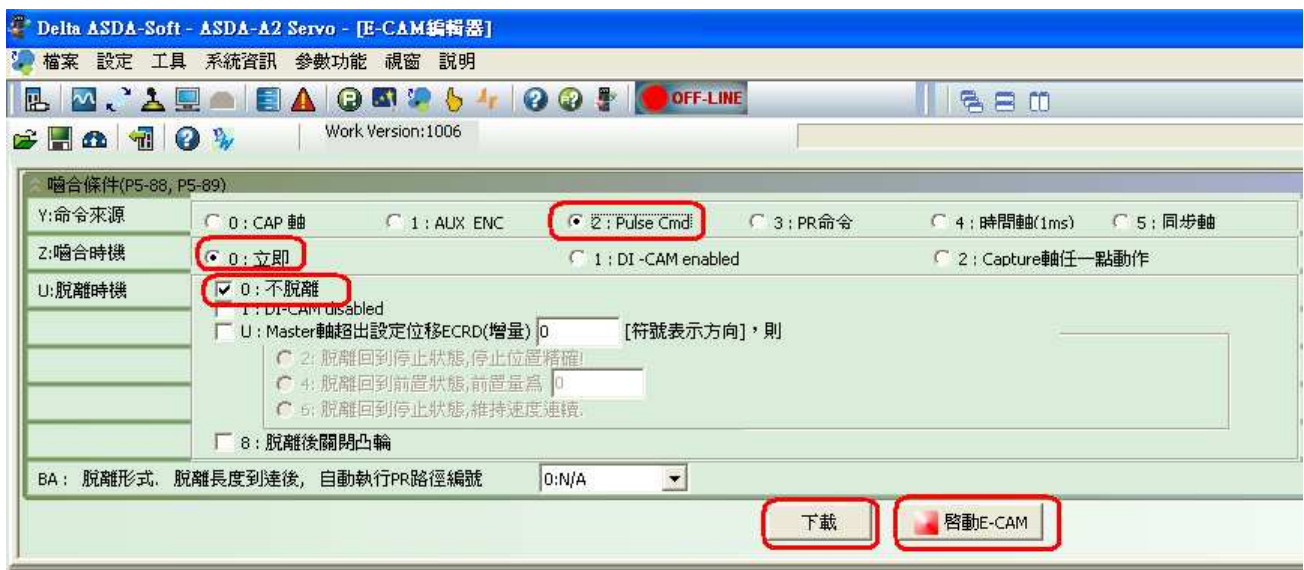 Delta ASDA-Soft - ASDA-A2 Servo - [E-CAM編輯器]
檔案 設定 工具 系統資訊 參數功能 視窗 說明
OFF-LINE
Work Version:1006
嚙合條件(P5-88, P5-89)
Y:命令來源 0 : CAP 軸 1 : AUX ENC 2 : Pulse Cmd 3 : PR命令 4 : 時間軸(1ms) 5 : 同步軸
Z:嚙合時機 0 : 立即 1 : DI -CAM enabled 2 : Capture軸任一點動作
U:脫離時機 0 : 不脫離
1 : DI-CAM disabled
U : Master軸超出設定位移ECRD(增量) 0 [符號表示方向],則
2: 脫離回到停止狀態,停止位置精確!
4: 脫離回到前置狀態,前置量爲 0
6: 脫離回到停止狀態,維持速度連續.
8 : 脫離後關閉凸輪
BA : 脫離形式. 脫離長度到達後, 自動執行PR路徑編號 0:N/A
下載 啓動E-CAM